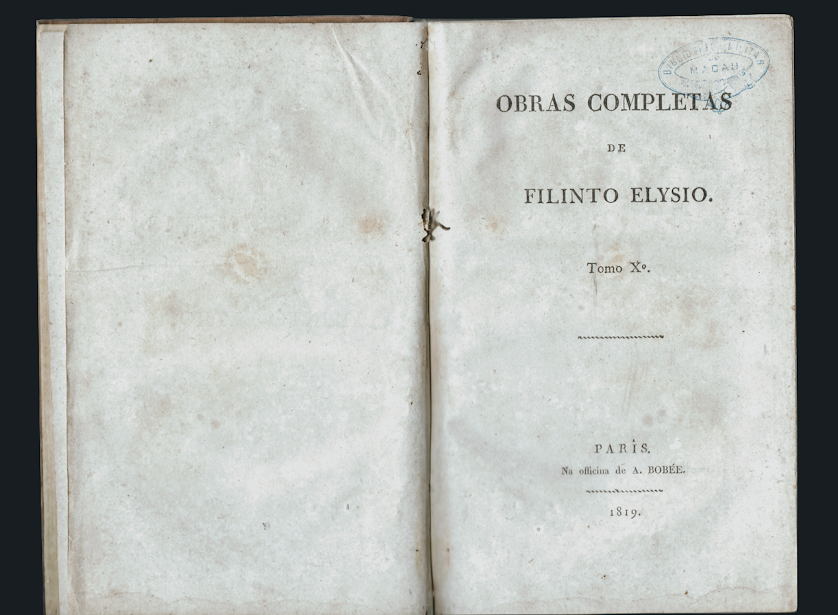 MACAU
OBRAS COMPLETAS
DE
FILINTO ELYSIO.
Tomo Xº.
PARIS.
Na officina de A. BOBÉE.
1819.